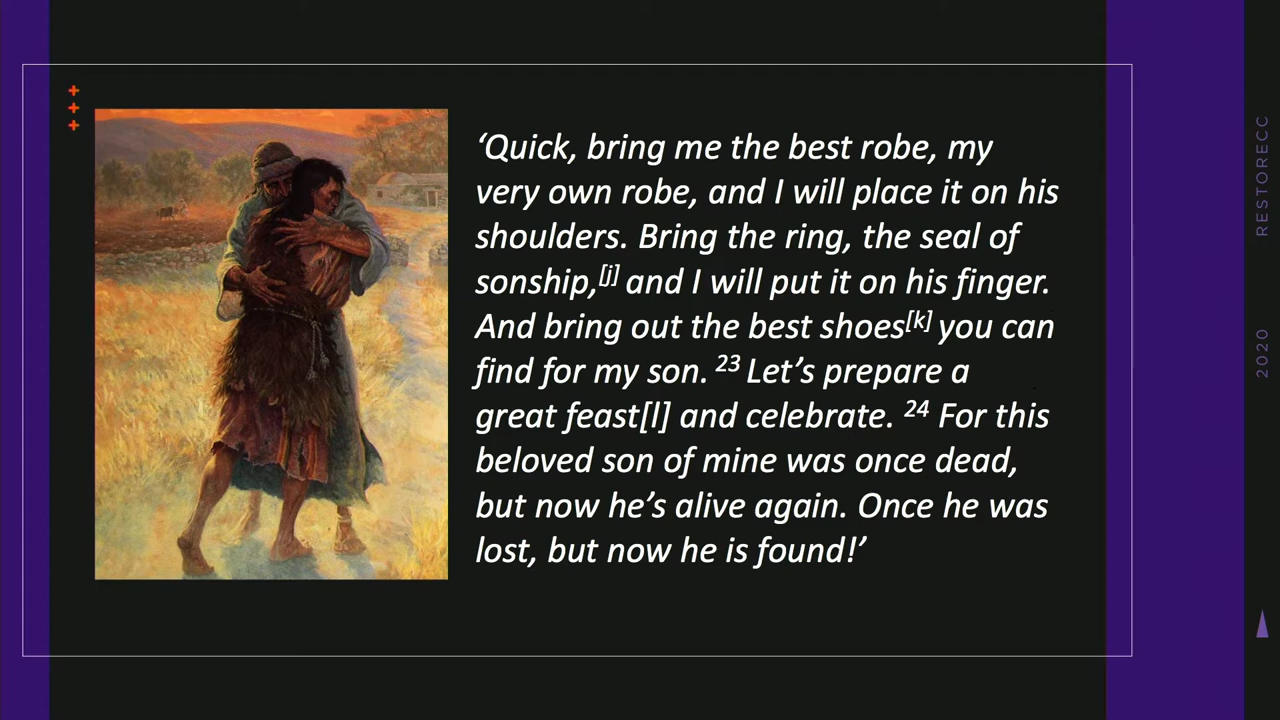 ‘Quick, bring me the best robe, my
very own robe, and I will place it on his
shoulders. Bring the ring, the seal of
sonship,[j] and I will put it on his finger.
And bring out the best shoes[k] you can
find for my son. 23 Let’s prepare a
great feast[l] and celebrate. 24 For this
beloved son of mine was once dead,
but now he’s alive again. Once he was
lost, but now he is found!’
RESTORECC
2020